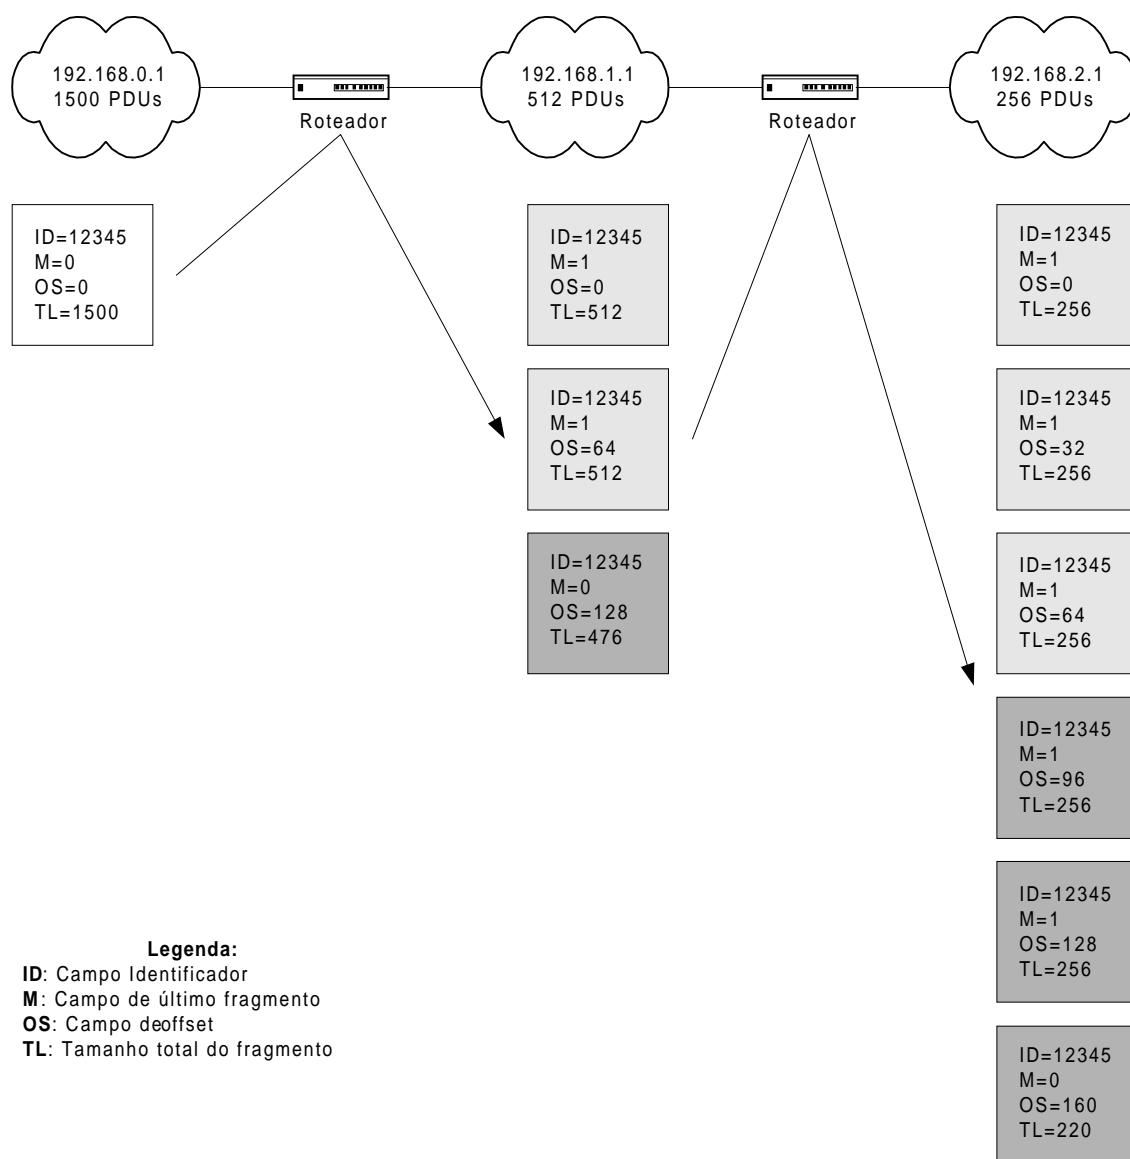 192.168.0.1
1500 PDUs
Roteador
192.168.1.1
512 PDUs
Roteador
192.168.2.1
256 PDUs
ID=12345
M=0
OS=0
TL=1500
ID=12345
M=1
OS=0
TL=512
ID=12345
M=1
OS=64
TL=512
ID=12345
M=0
OS=128
TL=476
ID=12345
M=1
OS=0
TL=256
ID=12345
M=1
OS=32
TL=256
ID=12345
M=1
OS=64
TL=256
ID=12345
M=1
OS=96
TL=256
ID=12345
M=1
OS=128
TL=256
ID=12345
M=0
OS=160
TL=220
Legenda:
ID: Campo Identificador
M: Campo de último fragmento
OS: Campo deoffset
TL: Tamanho total do fragmento